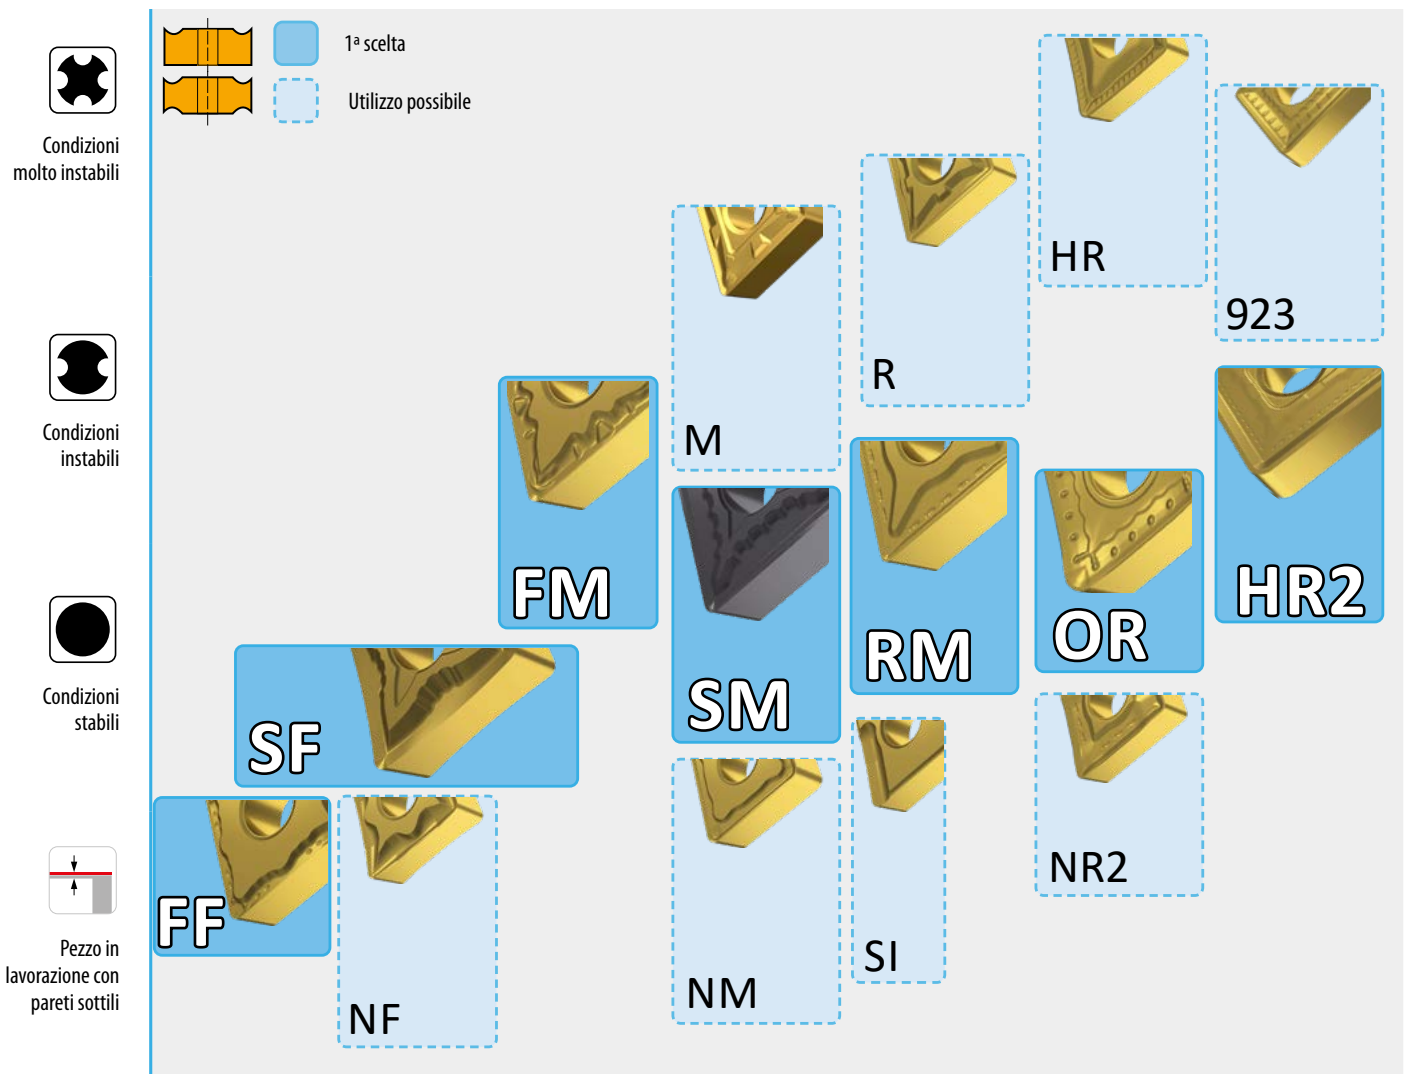 1ª scelta
Utilizzo possibile
Condizioni
molto instabili
Condizioni
instabili
Condizioni
stabili
Pezzo in
lavorazione con
pareti sottili
HR
923
R
M
FM
HR2
SM
RM
OR
SF
FF
NF
NM
SI
NR2